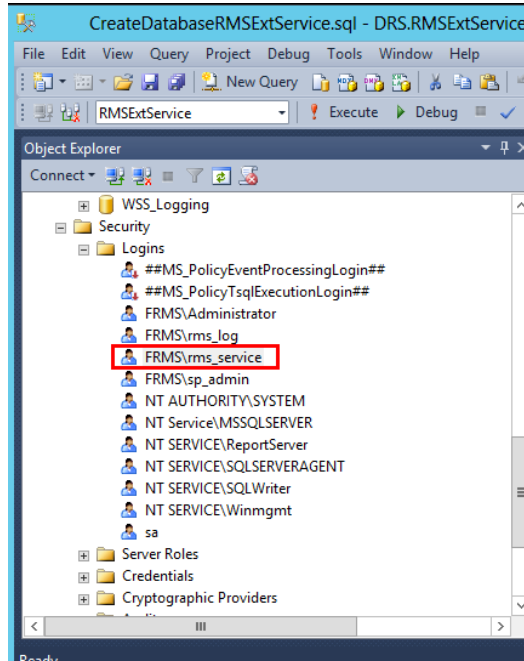 CreateDatabaseRMSExtService.sql - DRS.RMSExtService
File Edit View Query Project Debug Tools Window Help
New Query
RMSExtService Execute Debug
Object Explorer
Connect
WSS_Logging
Security
Logins
##MS_PolicyEventProcessingLogin##
##MS_PolicyTsqlExecutionLogin##
FRMS\Administrator
FRMS\rms_log
FRMS\rms_service
FRMS\sp_admin
NT AUTHORITY\SYSTEM
NT Service\MSSQLSERVER
NT SERVICE\ReportServer
NT SERVICE\SQLSERVERAGENT
NT SERVICE\SQLWriter
NT SERVICE\Winmgmt
sa
Server Roles
Credentials
Cryptographic Providers
Ready